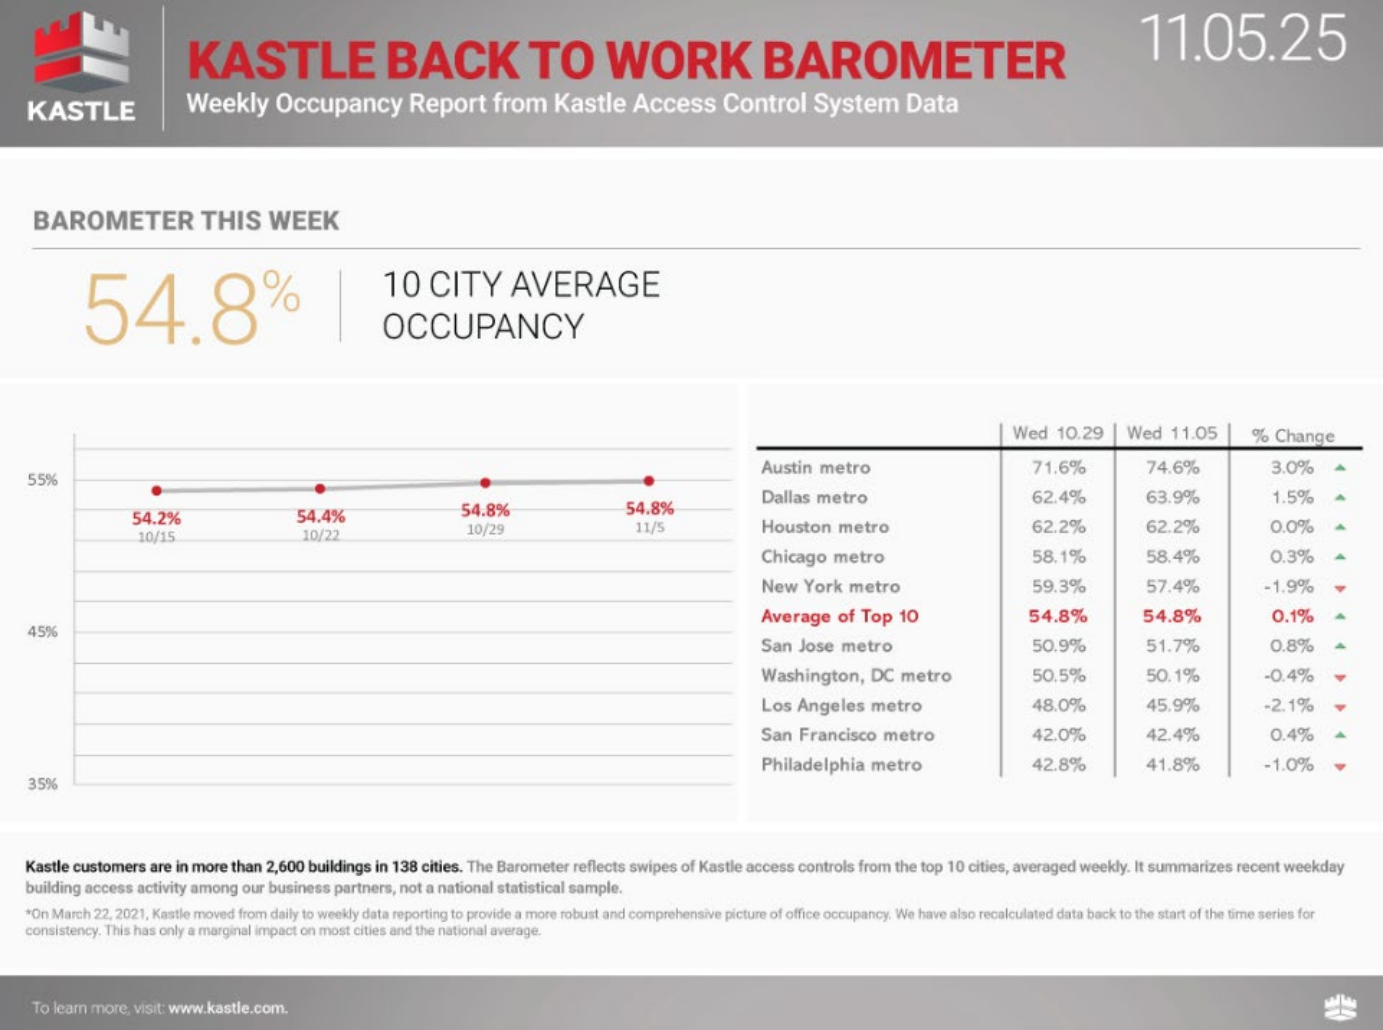 KASTLE
KASTLE BACK TO WORK BAROMETER
Weekly Occupancy Report from Kastle Access Control System Data
11.05.25
BAROMETER THIS WEEK
54.8%
10 CITY AVERAGE
OCCUPANCY
55%
45%
35%
54.2%
10/15
54.4%
10/22
54.8%
10/29
54.8%
11/5
Wed 10.29 Wed 11.05 % Change
Austin metro 71.6% 74.6% 3.0%
Dallas metro 62.4% 63.9% 1.5%
Houston metro 62.2% 62.2% 0.0%
Chicago metro 58.1% 58.4% 0.3%
New York metro 59.3% 57.4% -1.9%
Average of Top 10 54.8% 54.8% 0.1%
San Jose metro 50.9% 51.7% 0.8%
Washington, DC metro 50.5% 50.1% -0.4%
Los Angeles metro 48.0% 45.9% -2.1%
San Francisco metro 42.0% 42.4% 0.4%
Philadelphia metro 42.8% 41.8% -1.0%
Kastle customers are in more than 2,600 buildings in 138 cities. The Barometer reflects swipes of Kastle access controls from the top 10 cities, averaged weekly. It summarizes recent weekday
building access activity among our business partners, not a national statistical sample.
*On March 22, 2021, Kastle moved from daily to weekly data reporting to provide a more robust and comprehensive picture of office occupancy. We have also recalculated data back to the start of the time series for
consistency. This has only a marginal impact on most cities and the national average.
To learn more, visit: www.kastle.com.